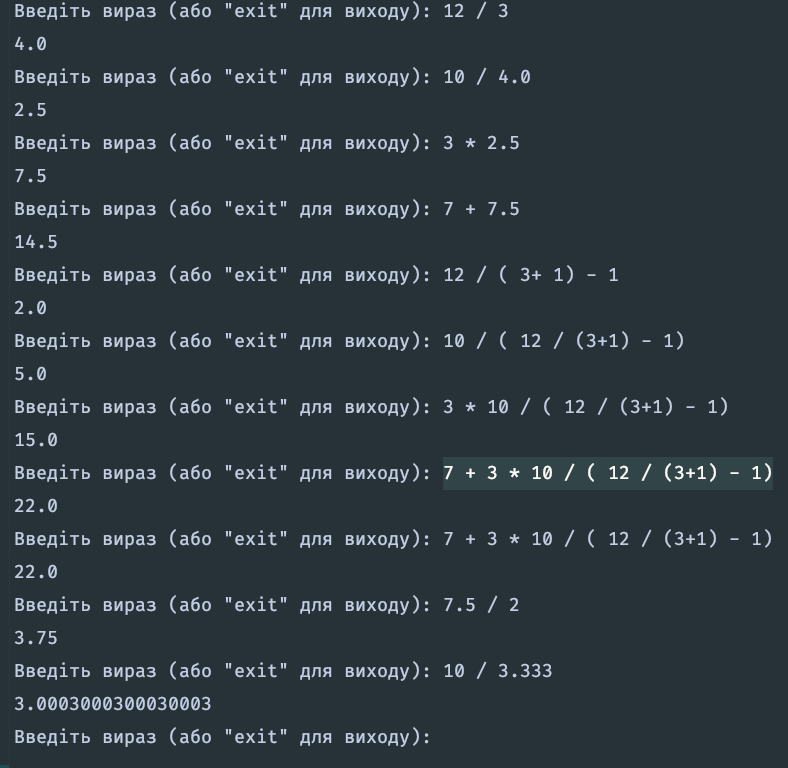 Введіть вираз (або "exit" для виходу): 12 / 3
4.0
Введіть вираз (або "exit" для виходу): 10 / 4.0
2.5
Введіть вираз (або "exit" для виходу): 3 * 2.5
7.5
Введіть вираз (або "exit" для виходу): 7 + 7.5
14.5
Введіть вираз (або "exit" для виходу): 12 / ( 3+ 1) - 1
2.0
Введіть вираз (або "exit" для виходу): 10 / ( 12 / (3+1) - 1)
5.0
Введіть вираз (або "exit" для виходу): 3 * 10 / ( 12 / (3+1) - 1)
15.0
Введіть вираз (або "exit" для виходу): 7 + 3 * 10 / ( 12 / (3+1) - 1)
22.0
Введіть вираз (або "exit" для виходу): 7 + 3 * 10 / ( 12 / (3+1) - 1)
22.0
Введіть вираз (або "exit" для виходу): 7.5 / 2
3.75
Введіть вираз (або "exit" для виходу): 10 / 3.333
3.0003000300030003
Введіть вираз (або "exit" для виходу):